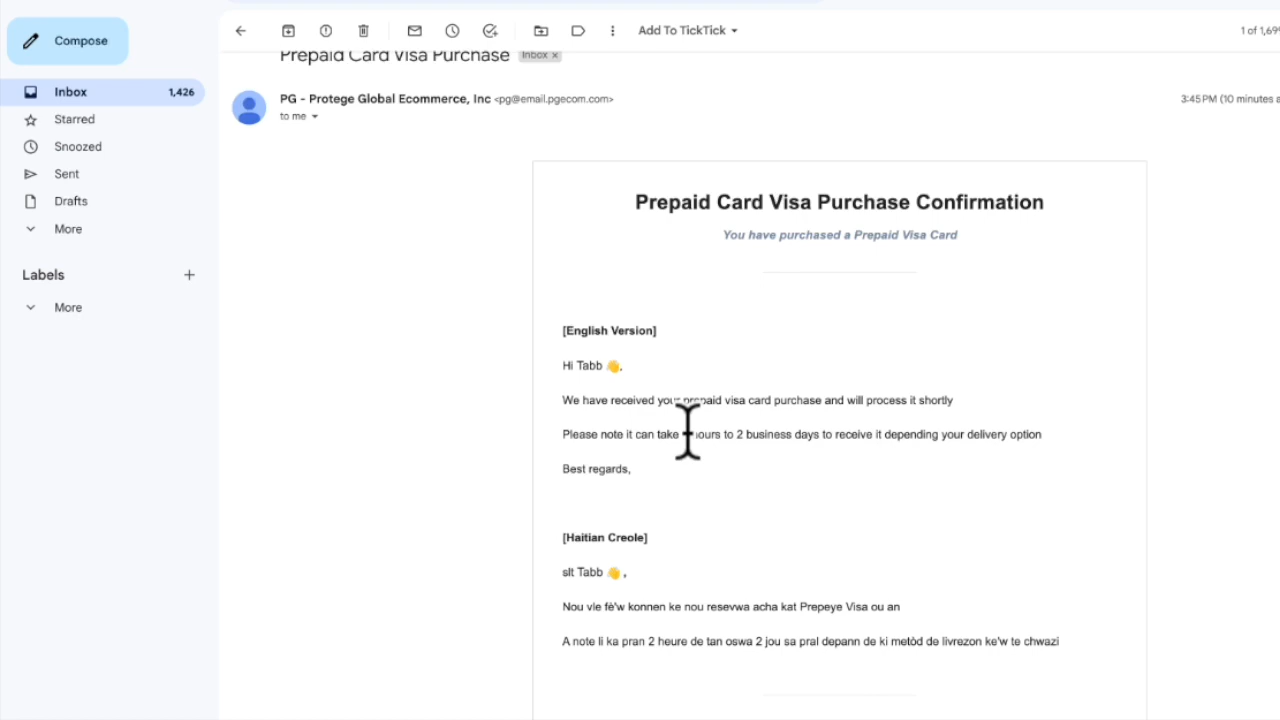 Compose
Add To TickTick
1 of 1,69
Prepaid Card Visa Purchase
Inbox ×
Inbox 1,426
PG - Protege Global Ecommerce, Inc <pg@email.pgecom.com>
3:45 PM (10 minutes a
to me
Starred
Snoozed
Sent
Drafts
More
Labels +
More
Prepaid Card Visa Purchase Confirmation
You have purchased a Prepaid Visa Card
[English Version]
Hi Tabb 👋,
We have received your prepaid visa card purchase and will process it shortly
Please note it can take hours to 2 business days to receive it depending your delivery option
Best regards,
[Haitian Creole]
slt Tabb 👋 ,
Nou vle fè'w konnen ke nou resevwa acha kat Prepeye Visa ou an
A note li ka pran 2 heure de tan oswa 2 jou sa pral depann de ki metòd de livrezon ke'w te chwazi